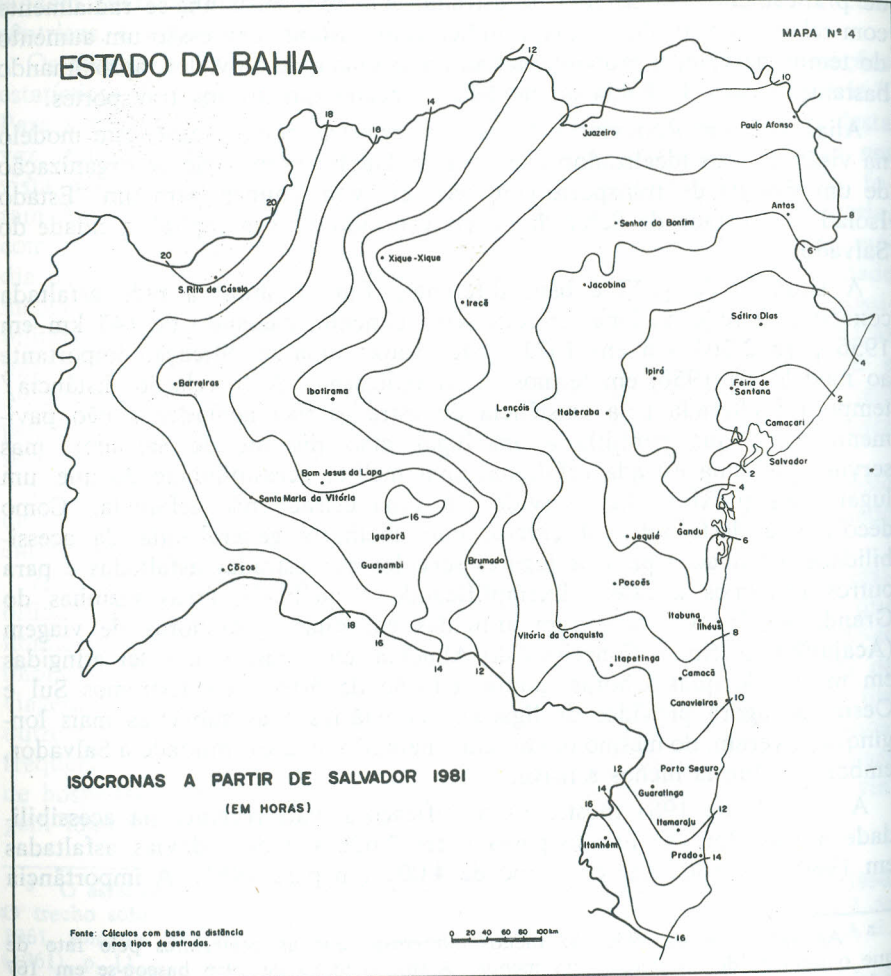 MAPA Nº 4
ESTADO DA BAHIA
12
10
14
18
18
Juazeiro
Paulo Afonso
20
Antas
8
Senhor do Bonfim
6
20
Xique-Xique
S. Rita de Cássia
Jacobina
Irecê
Sátiro Dias
4
Ipirá
Barreiras
Feira de
Santana
2
Ibotirama
Lençóis
Itaberaba
Camaçari
Salvador
Bom Jesus da Lapa
2
4
Santa Maria da Vitória
16
Igaporã
Jequié
Gandu
6
Côcos
Guanambi
Brumado
Poçoẽs
18
Itabuna
Ilhéus
8
16
Vitória da Conquista
14
12
Itapetinga
Camacã
Canavieiras
10
ISÓCRONAS A PARTIR DE SALVADOR 1981
(EM HORAS)
12
Porto Seguro
14
Guaratinga
16
12
Itamaraju
Itanhém
Prado
14
16
Fonte: Cálculos com base na distância
e nos tipos de estradas.
0 20 40 60 80 100km